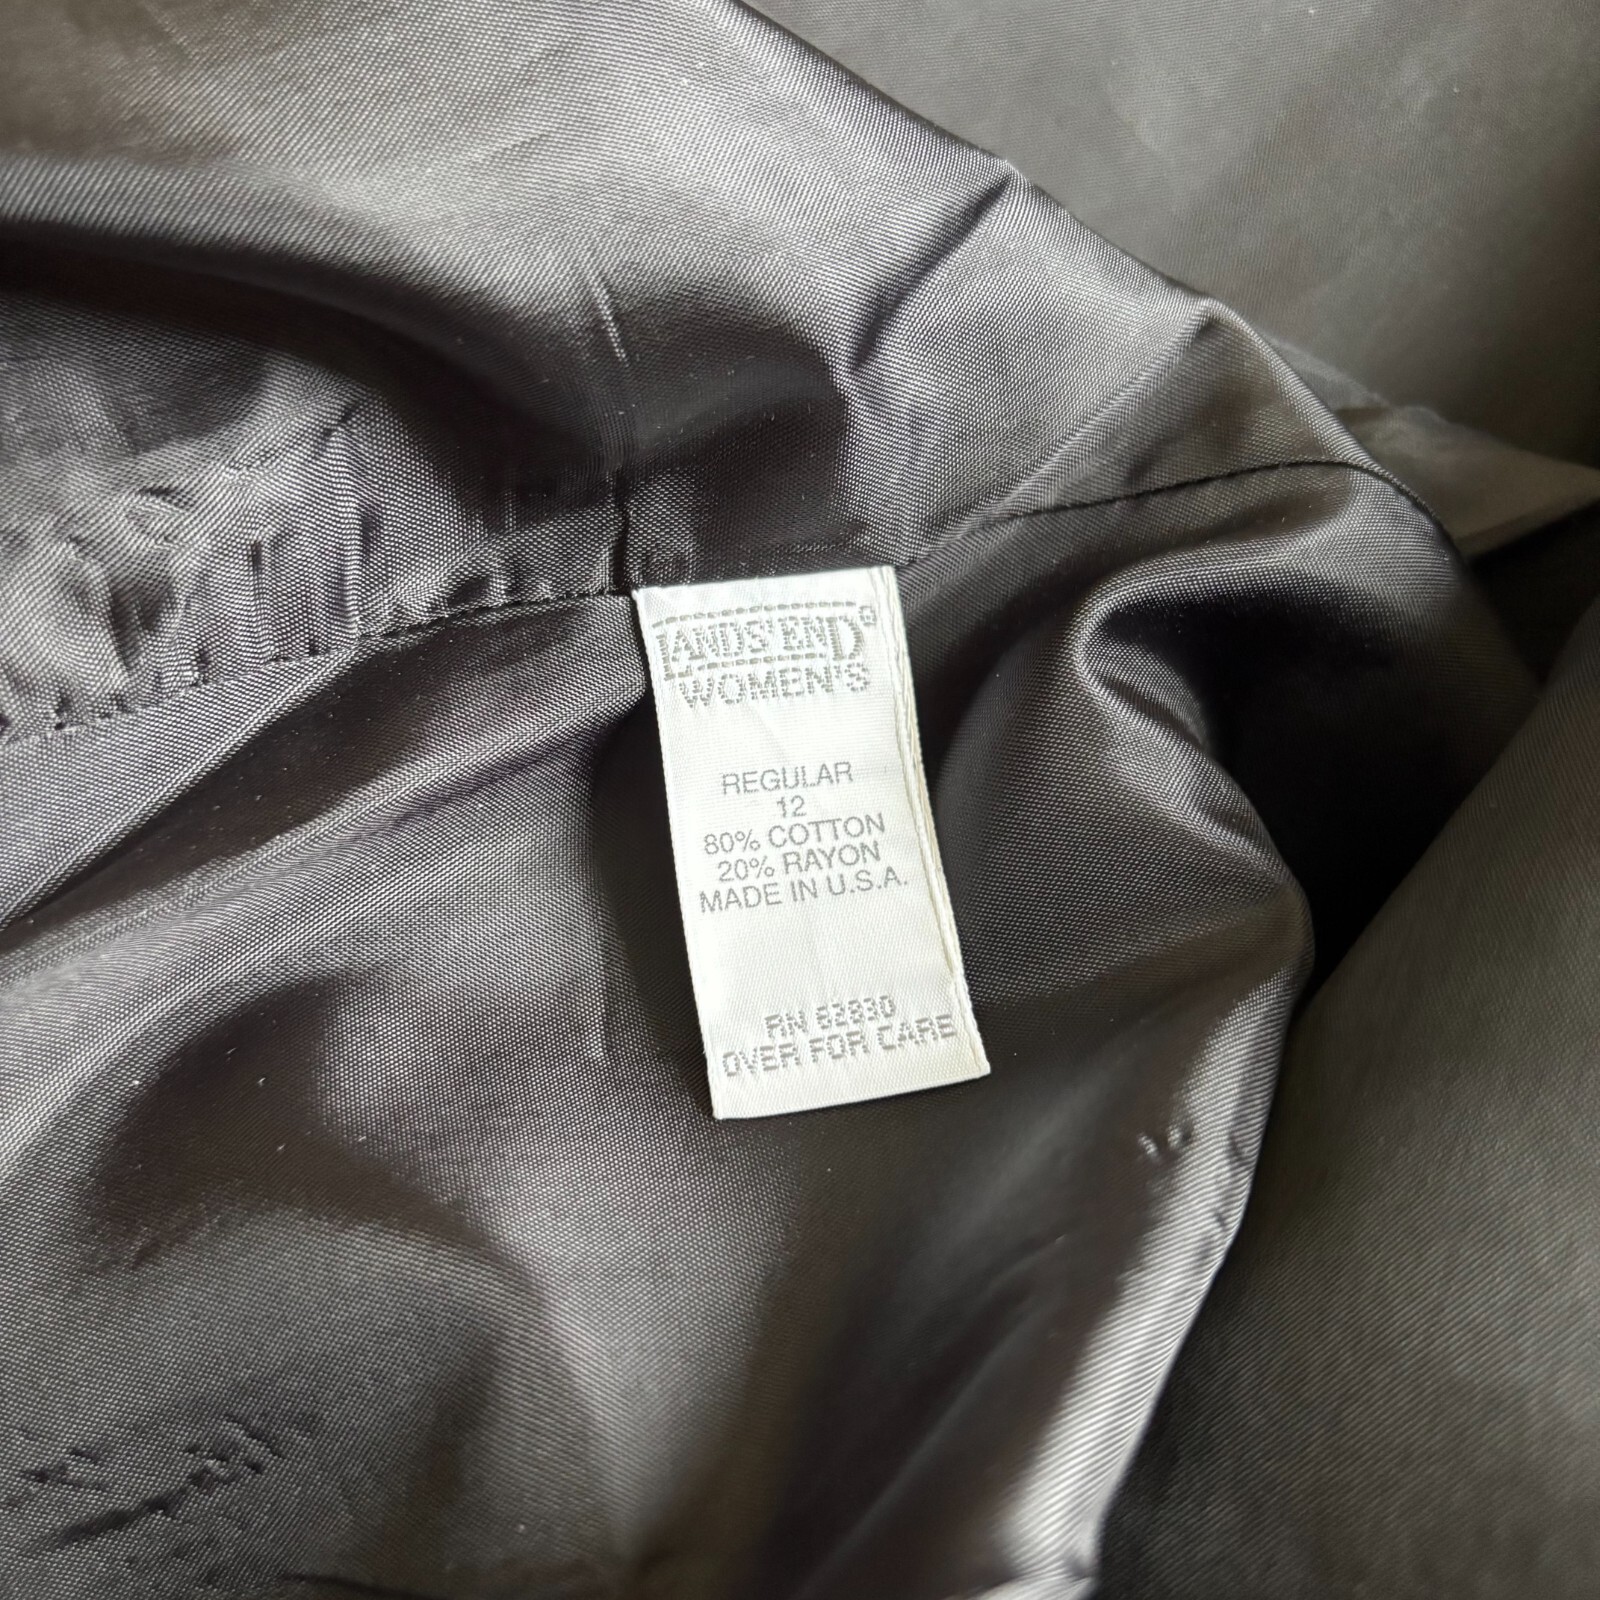 LANDS' END®
WOMEN'S
REGULAR
12
80% COTTON
20% RAYON
MADE IN U.S.A.
RN 62830
OVER FOR CARE